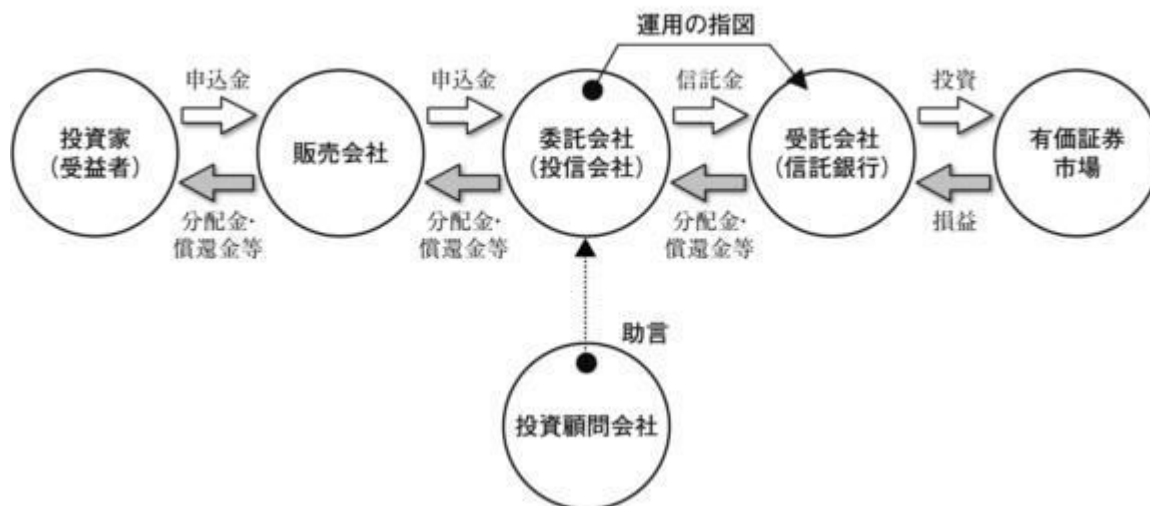 運用の指図
申込金
申込金
信託金
投資
投資家
（受益者）
販売会社
委託会社
（投信会社）
受託会社
（信託銀行）
有価証券
市場
分配金・
償還金等
分配金・
償還金等
分配金・
償還金等
損益
助言
投資顧問会社